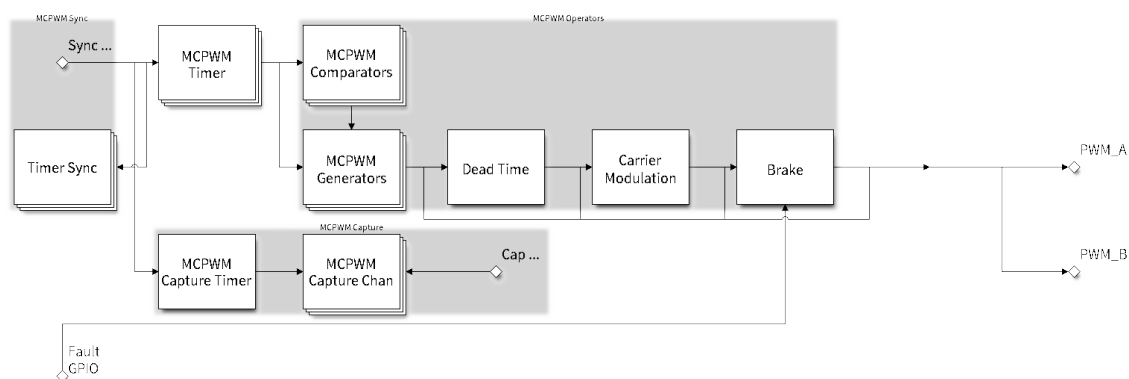 MCPWM Sync
MCPWM Operators
Sync ...
MCPWM
Timer
MCPWM
Comparators
Timer Sync
MCPWM
Generators
Dead Time
Carrier
Modulation
Brake
PWM_A
MCPWM Capture
MCPWM
Capture Timer
MCPWM
Capture Chan
Cap ...
PWM_B
Fault
GPIO